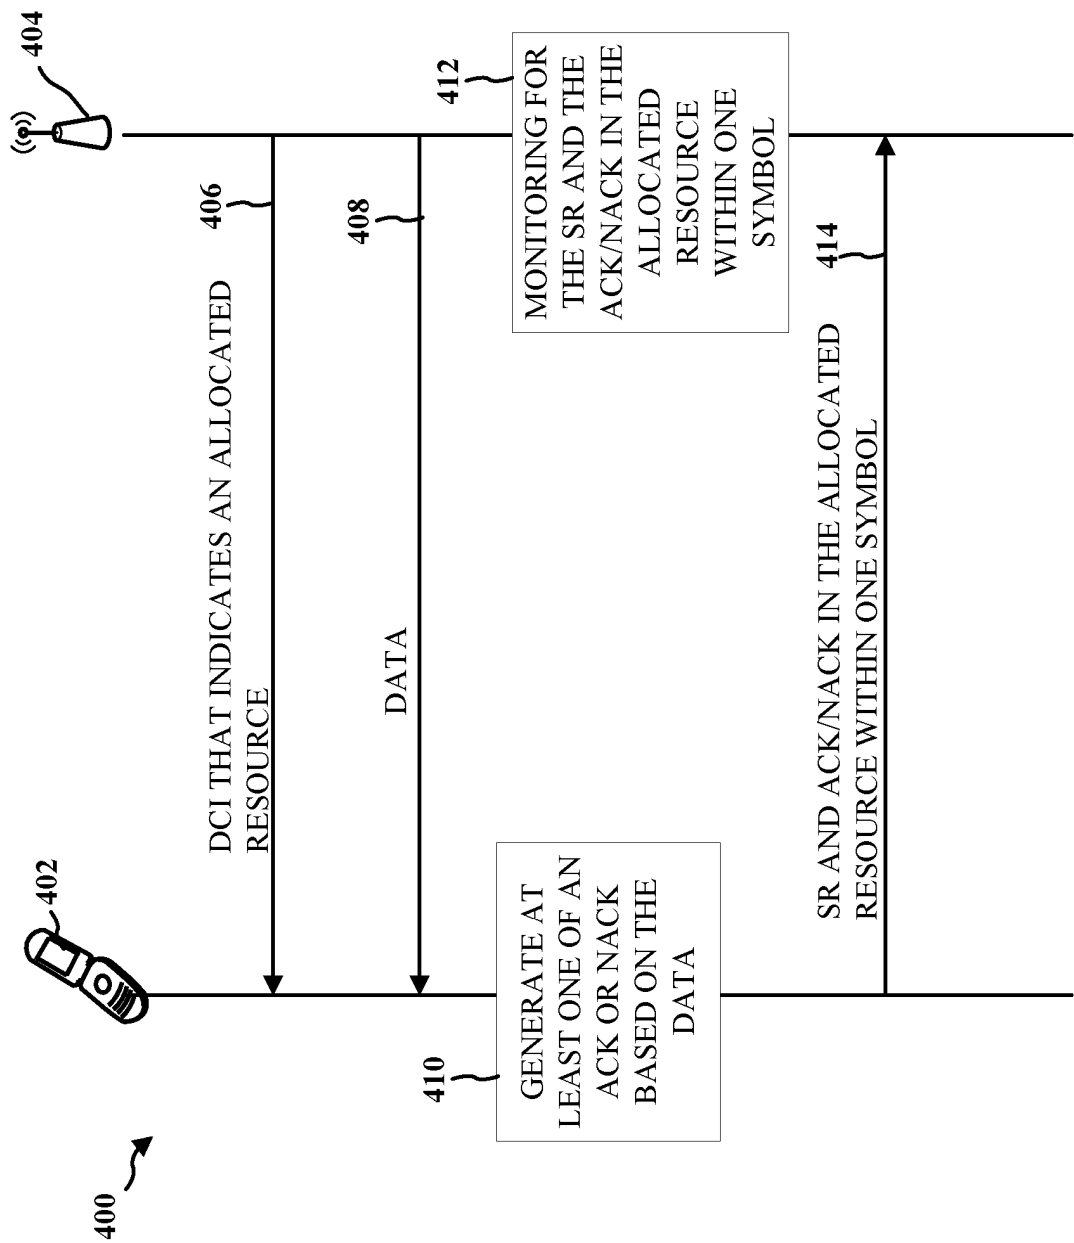 400
402
404
DCI THAT INDICATES AN ALLOCATED
RESOURCE
406
DATA
408
410
GENERATE AT
LEAST ONE OF AN
ACK OR NACK
BASED ON THE
DATA
412
MONITORING FOR
THE SR AND THE
ACK/NACK IN THE
ALLOCATED
RESOURCE
WITHIN ONE
SYMBOL
SR AND ACK/NACK IN THE ALLOCATED
RESOURCE WITHIN ONE SYMBOL
414